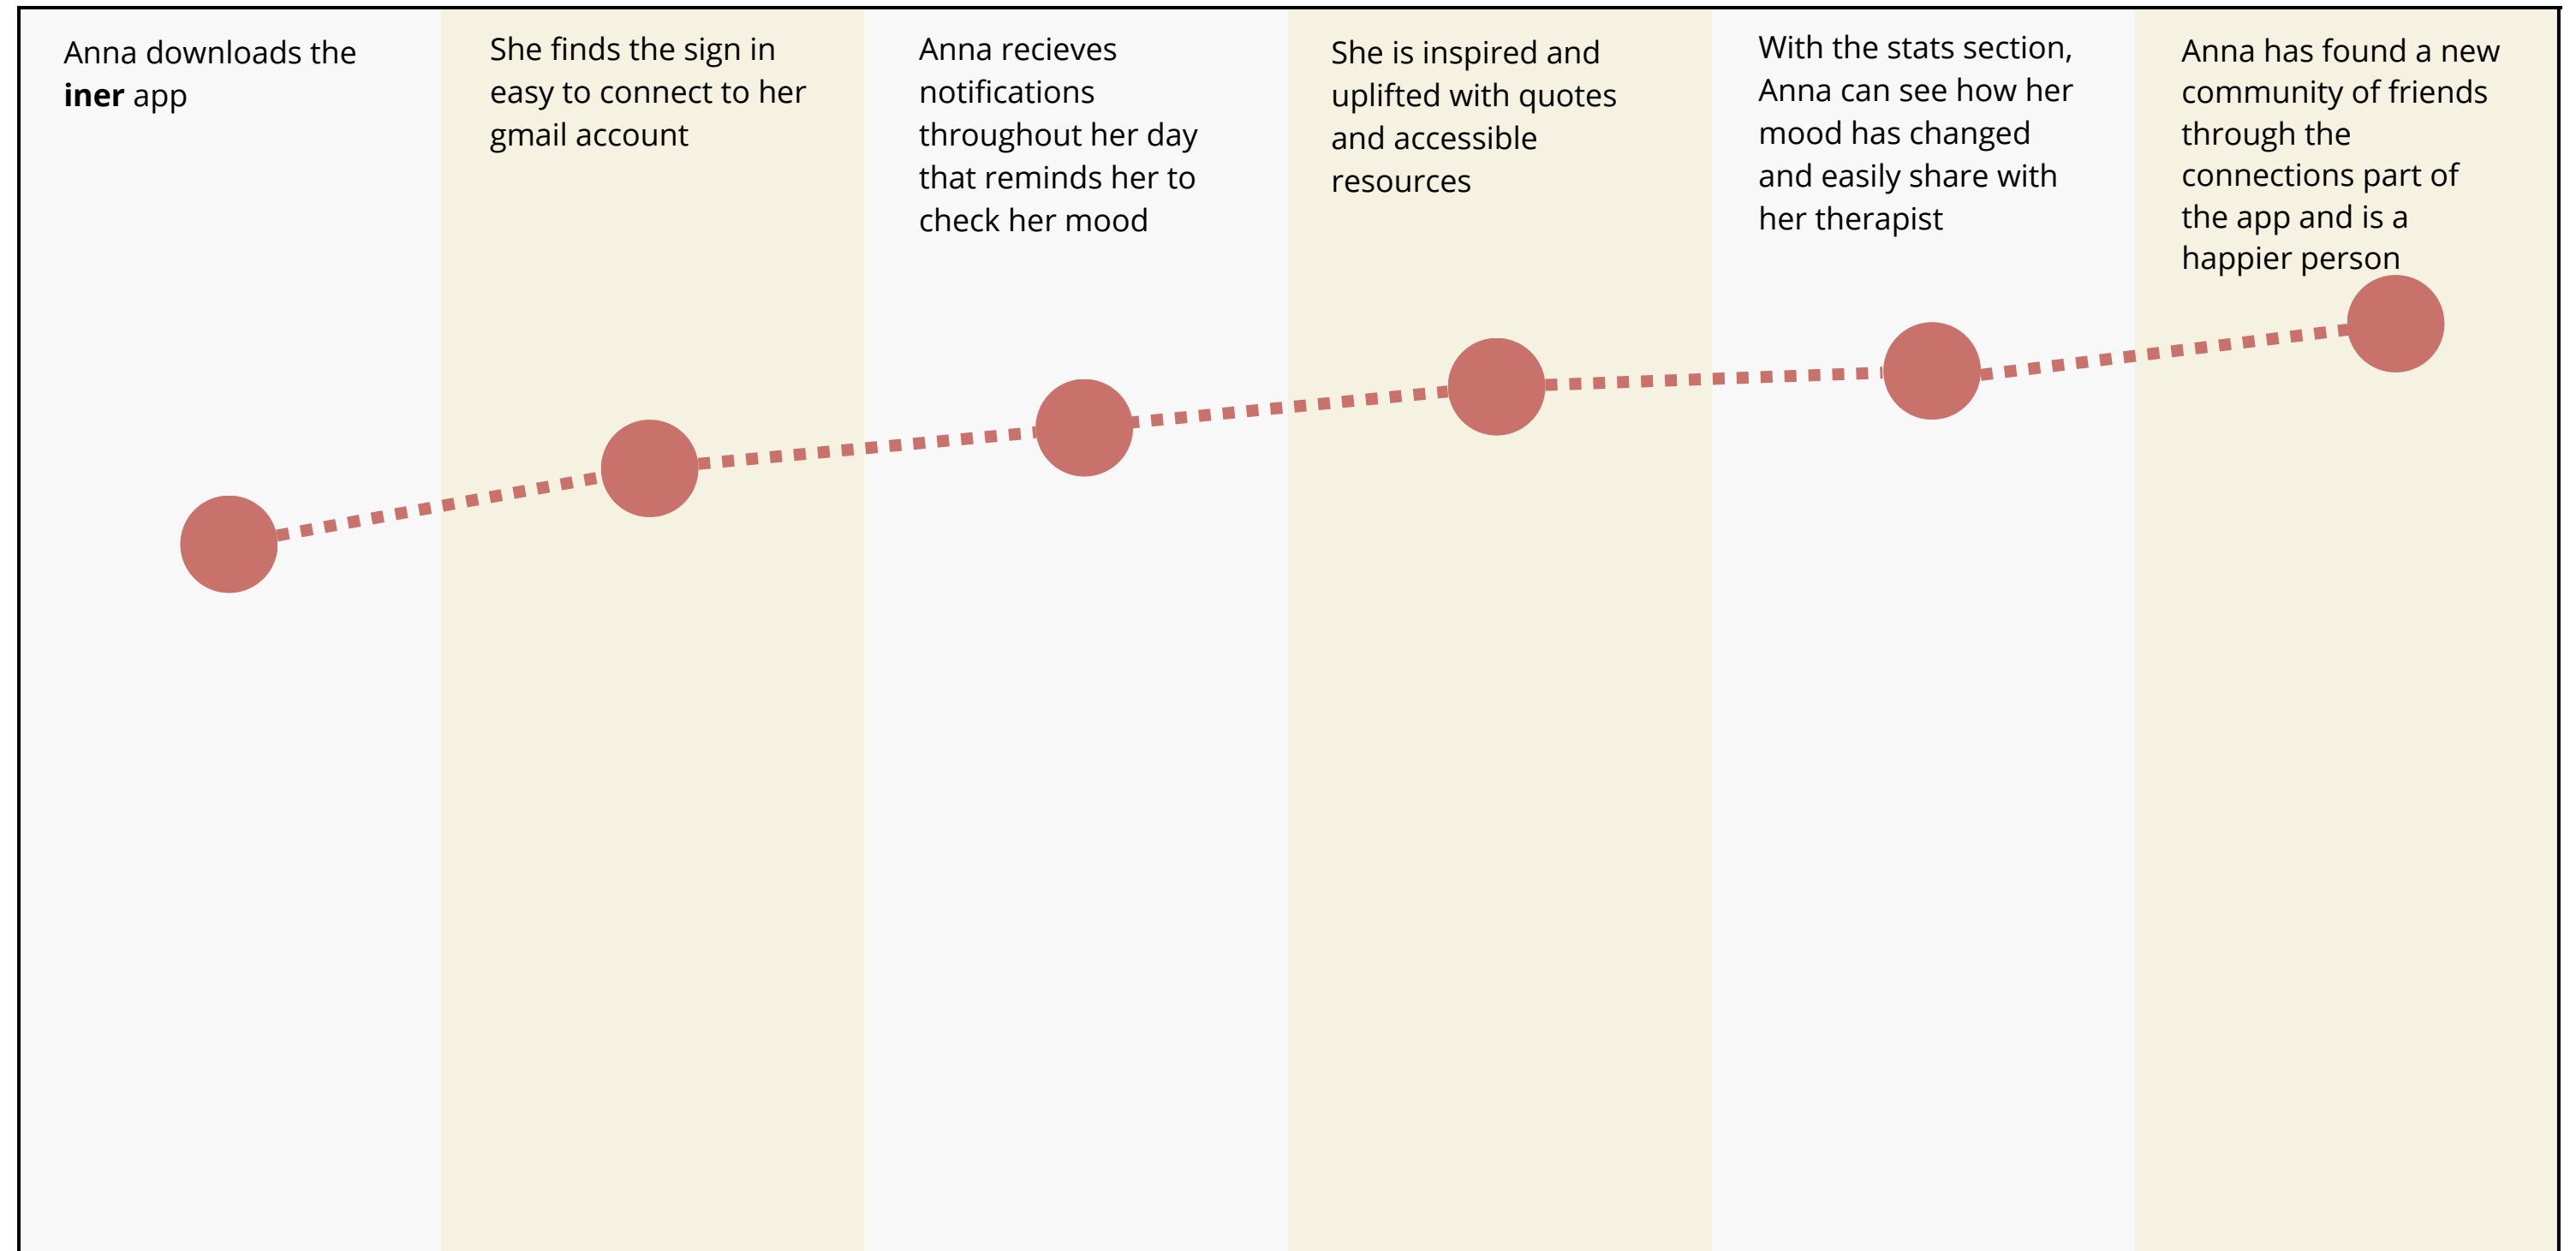 Anna downloads the
iner app
She finds the sign in
easy to connect to her
gmail account
Anna recieves
notifications
throughout her day
that reminds her to
check her mood
She is inspired and
uplifted with quotes
and accessible
resources
With the stats section,
Anna can see how her
mood has changed
and easily share with
her therapist
Anna has found a new
community of friends
through the
connections part of
the app and is a
happier person